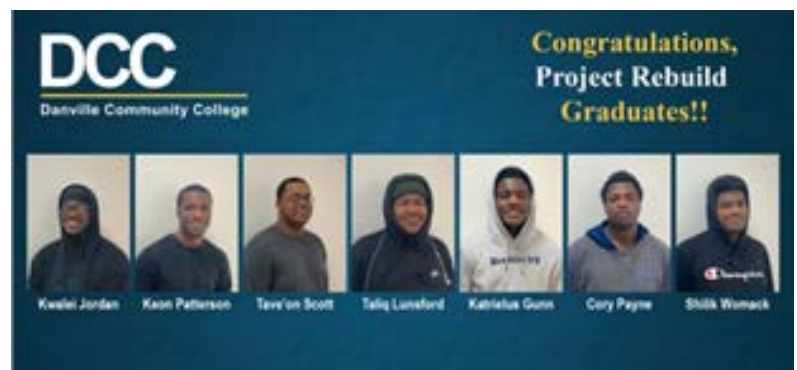 DCC
Danville Community College
Congratulations,
Project Rebuild
Graduates!!
Kwalei Jordan
Keon Patterson
Tave'on Scott
Taliq Lunsford
Katrielus Gunn
Cory Payne
Shilik Womack
Champion